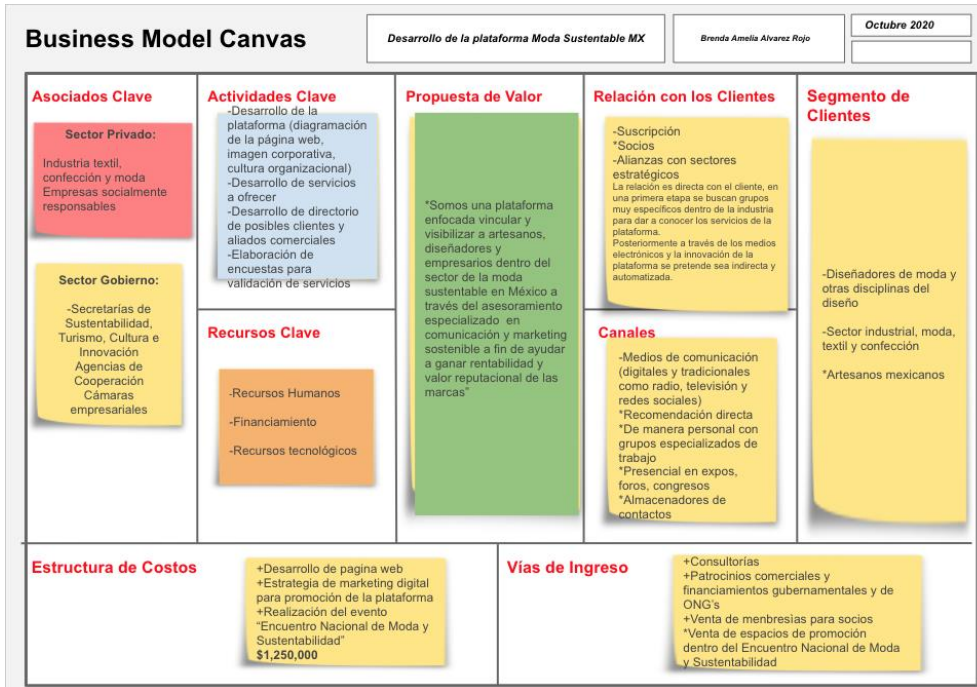 Business Model Canvas
Desarrollo de la plataforma Moda Sustentable MX
Brenda Amelia Alvarez Rojo
Octubre 2020
Asociados Clave
Sector Privado:
Industria textil,
confección y moda
Empresas socialmente
responsables
Sector Gobierno:
-Secretarías de
Sustentabilidad,
Turismo, Cultura e
Innovación
Agencias de
Cooperación
Cámaras
empresariales
Actividades Clave
-Desarrollo de la
plataforma (diagramación
de la página web,
imagen corporativa,
cultura organizacional)
-Desarrollo de servicios
a ofrecer
-Desarrollo de directorio
de posibles clientes y
aliados comerciales
-Elaboración de
encuestas para
validación de servicios
Recursos Clave
-Recursos Humanos
-Financiamiento
-Recursos tecnológicos
Propuesta de Valor
*Somos una plataforma
enfocada vincular y
visibilizar a artesanos,
diseñadores y
empresarios dentro del
sector de la moda
sustentable en México a
través del asesoramiento
especializado en
comunicación y marketing
sostenible a fin de ayudar
a ganar rentabilidad y
valor reputacional de las
marcas"
Relación con los Clientes
-Suscripción
*Socios
-Alianzas con sectores
estratégicos
La relación es directa con el cliente, en
una primera etapa se buscan grupos
muy específicos dentro de la industria
para dar a conocer los servicios de la
plataforma.
Posteriormente a través de los medios
electrónicos y la innovación de la
plataforma se pretende sea indirecta y
automatizada.
Canales
-Medios de comunicación
(digitales y tradicionales
como radio, televisión y
redes sociales)
*Recomendación directa
*De manera personal con
grupos especializados de
trabajo
*Presencial en expos,
foros, congresos
*Almacenadores de
contactos
Segmento de
Clientes
-Diseñadores de moda y
otras disciplinas del
diseño
-Sector industrial, moda,
textil y confección
*Artesanos mexicanos
Estructura de Costos
+Desarrollo de pagina web
+Estrategia de marketing digital
para promoción de la plataforma
+Realización del evento
"Encuentro Nacional de Moda y
Sustentabilidad"
$1,250,000
Vías de Ingreso
+Consultorías
+Patrocinios comerciales y
financiamientos gubernamentales y de
ONG's
+Venta de menbresìas para socios
*Venta de espacios de promoción
dentro del Encuentro Nacional de Moda
y Sustentabilidad